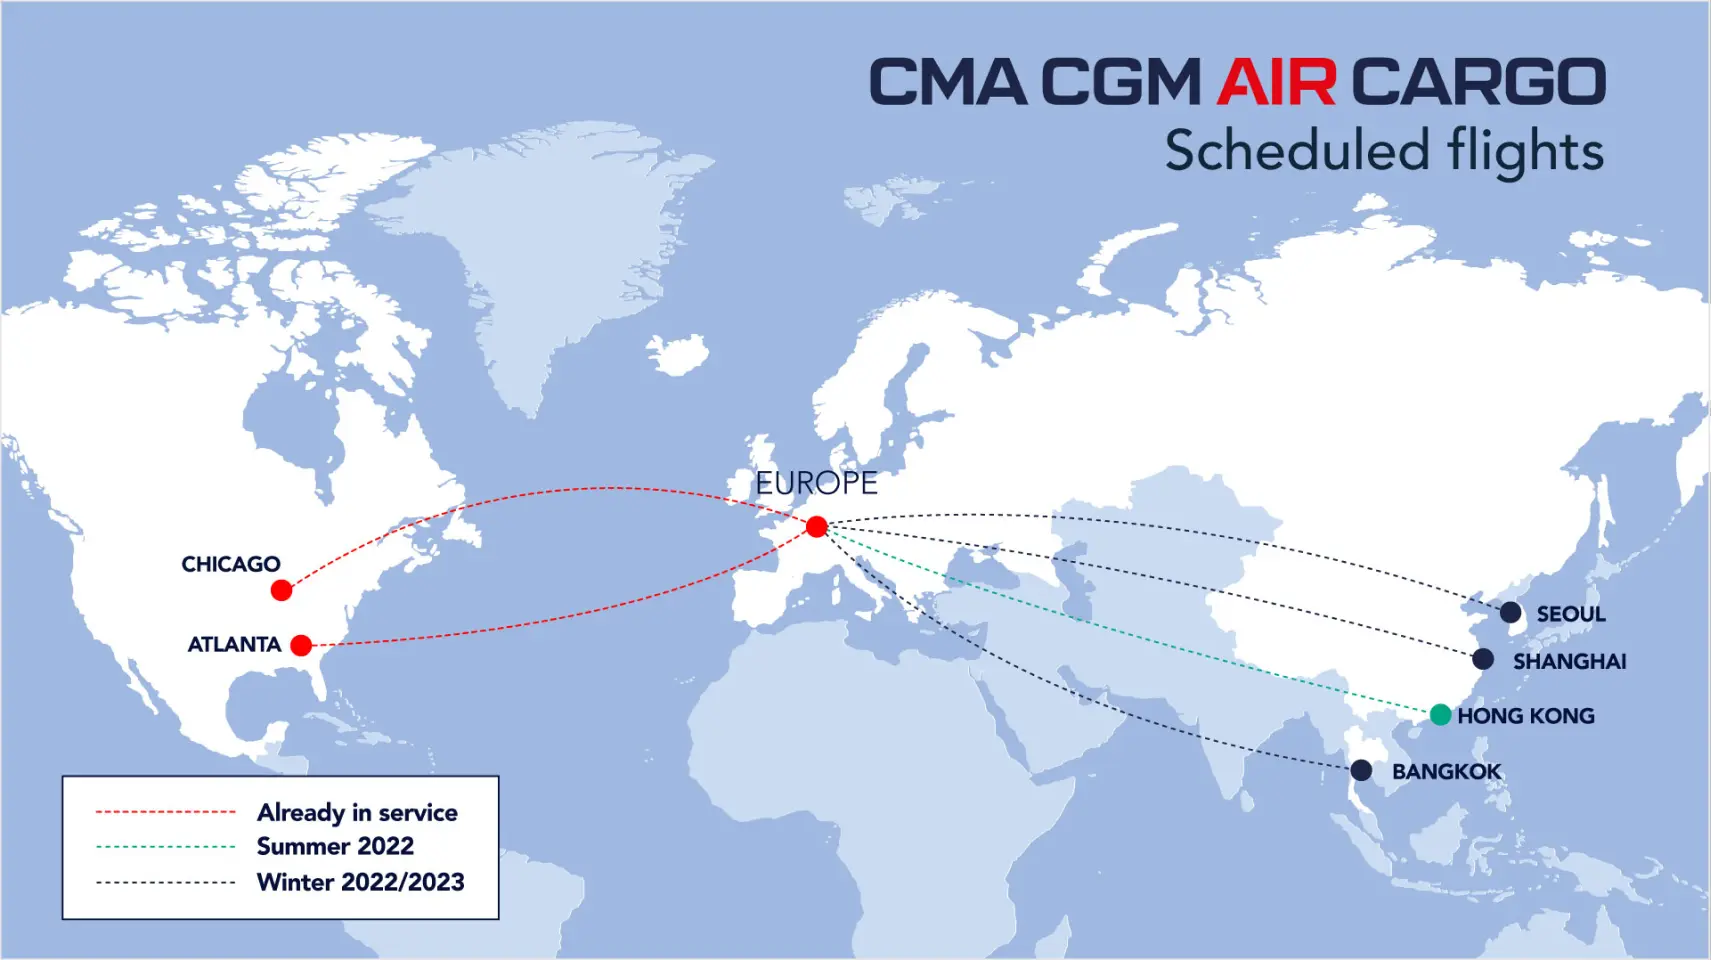 CMA CGM AIR CARGO
Scheduled flights
EUROPE
CHICAGO
ATLANTA
SEOUL
SHANGHAI
HONG KONG
BANGKOK
Already in service
Summer 2022
Winter 2022/2023